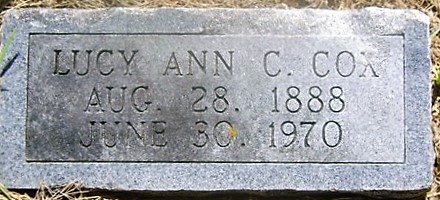 LUCY ANN C. COX
AUG. 28. 1888
JUNE 30. 1970